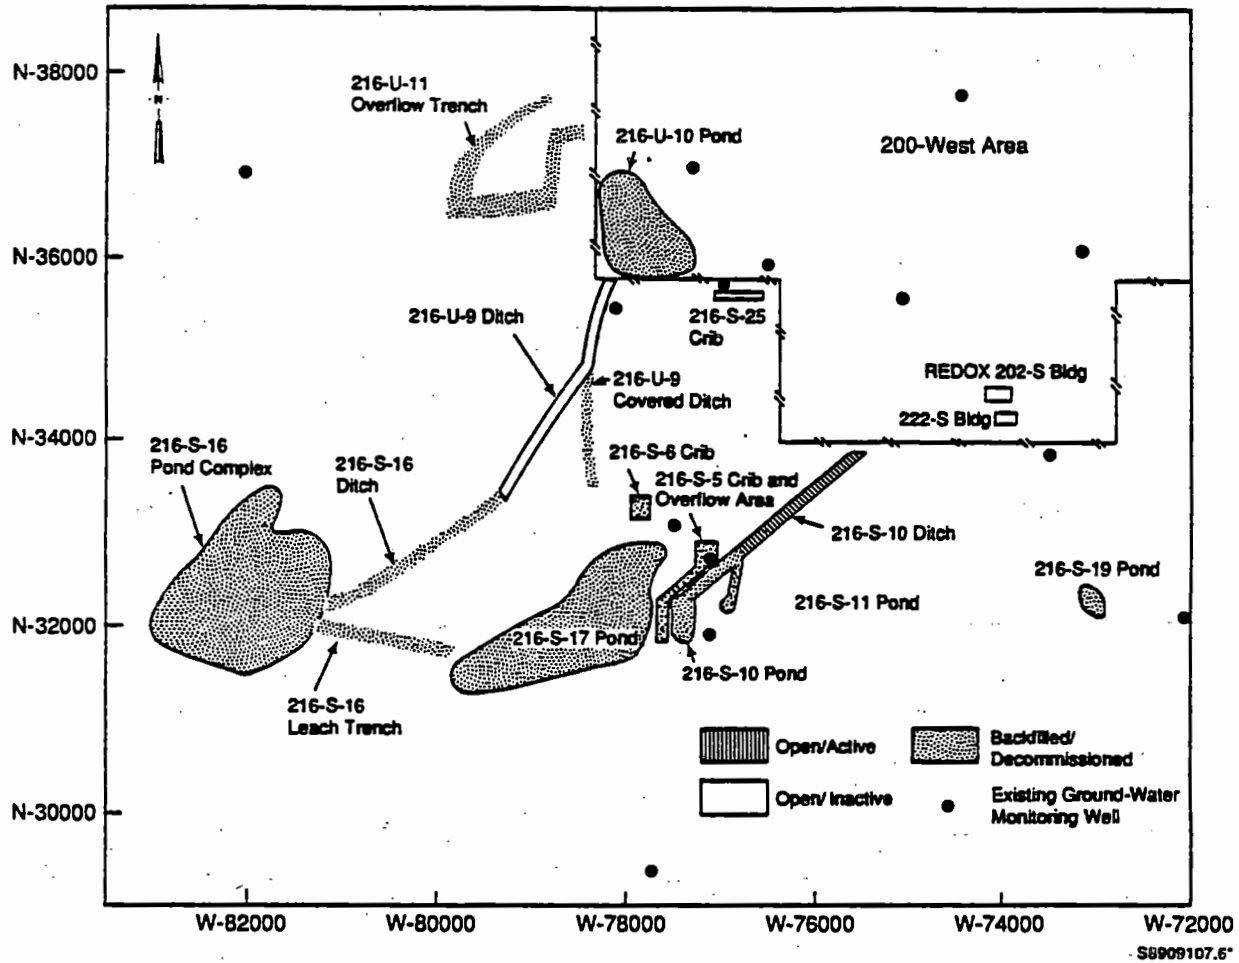 N-38000
N-36000
N-34000
N-32000
N-30000
W-82000
W-80000
W-78000
W-76000
W-74000
W-72000
N
216-U-11
Overflow Trench
216-U-10 Pond
200-West Area
216-U-9 Ditch
216-S-25
Crib
216-U-9
Covered Ditch
REDOX 202-S Bldg
222-S Bldg
216-S-16
Pond Complex
216-S-16
Ditch
216-S-6 Crib
216-S-5 Crib and
Overflow Area
216-S-10 Ditch
216-S-19 Pond
216-S-11 Pond
216-S-17 Pond
216-S-10 Pond
216-S-16
Leach Trench
Open/Active
Open/Inactive
Backfilled/
Decommissioned
Existing Ground-Water
Monitoring Well
S8909107.6